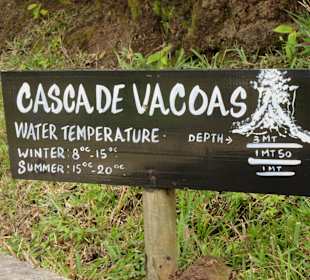 CASCADE VACOAS
WATER TEMPERATURE · DEPTH → 3 MT
WINTER: 8°C - 15°C 1 MT 50
SUMMER: 15°C - 20°C 1 MT